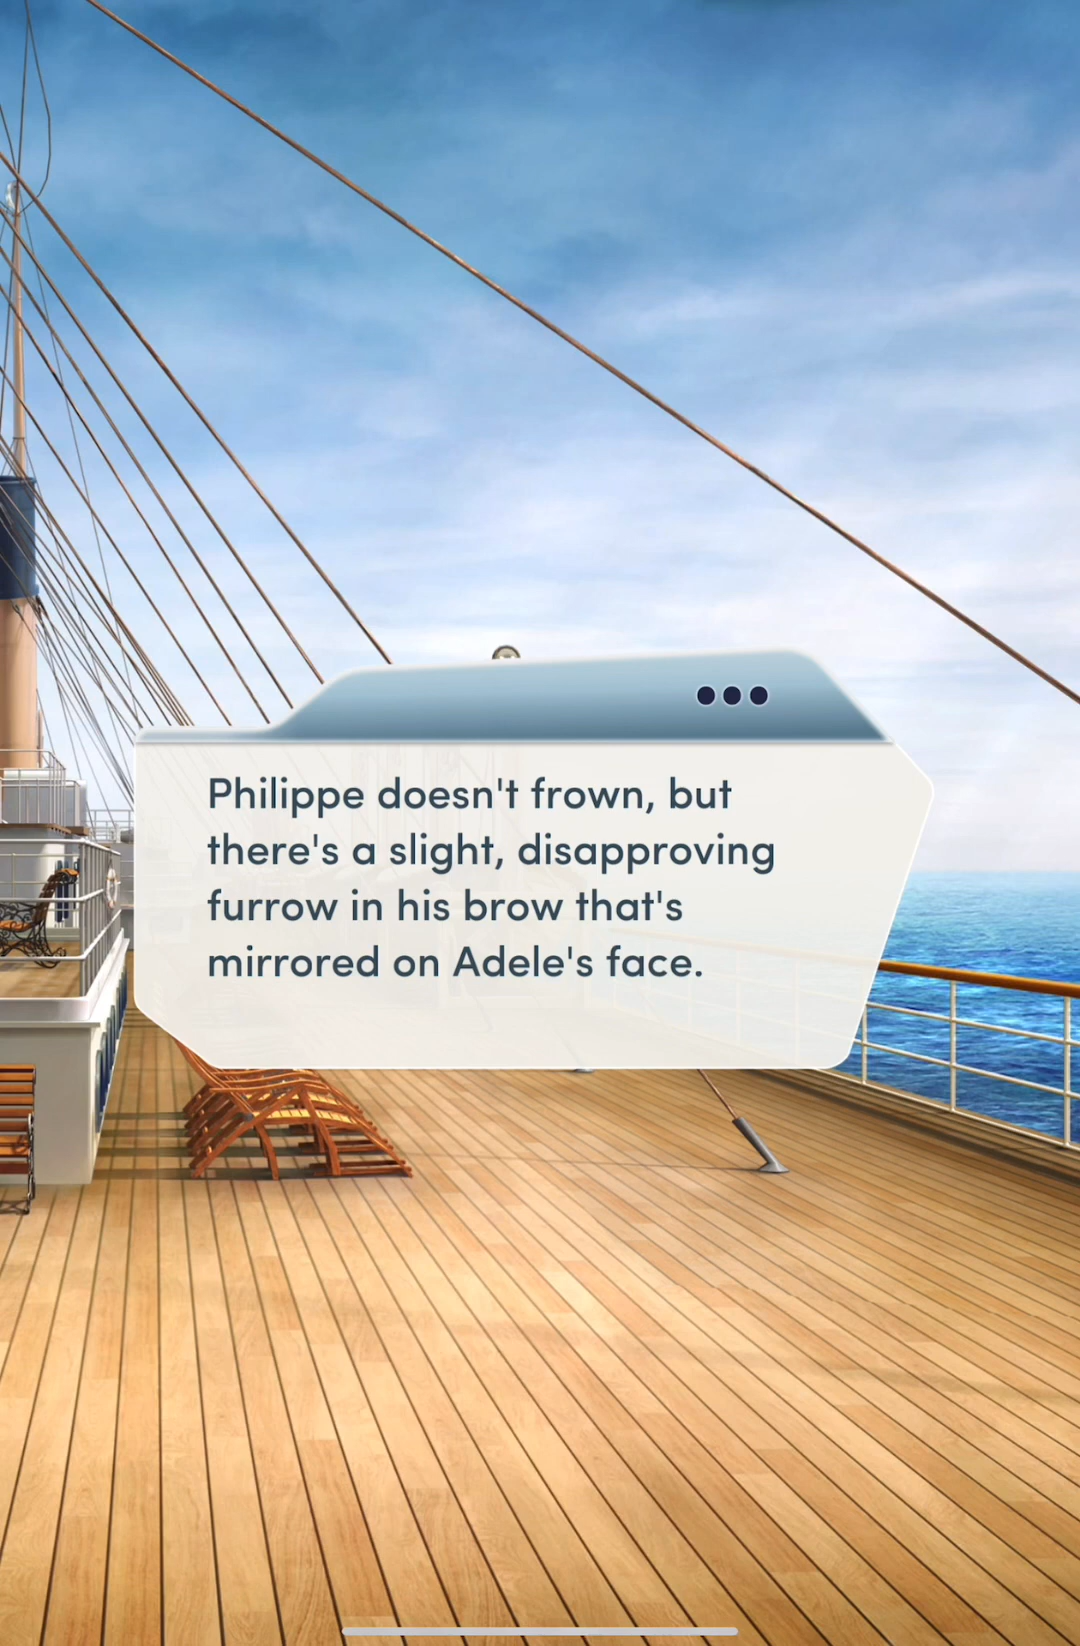 Philippe doesn't frown, but
there's a slight, disapproving
furrow in his brow that's
mirrored on Adele's face.